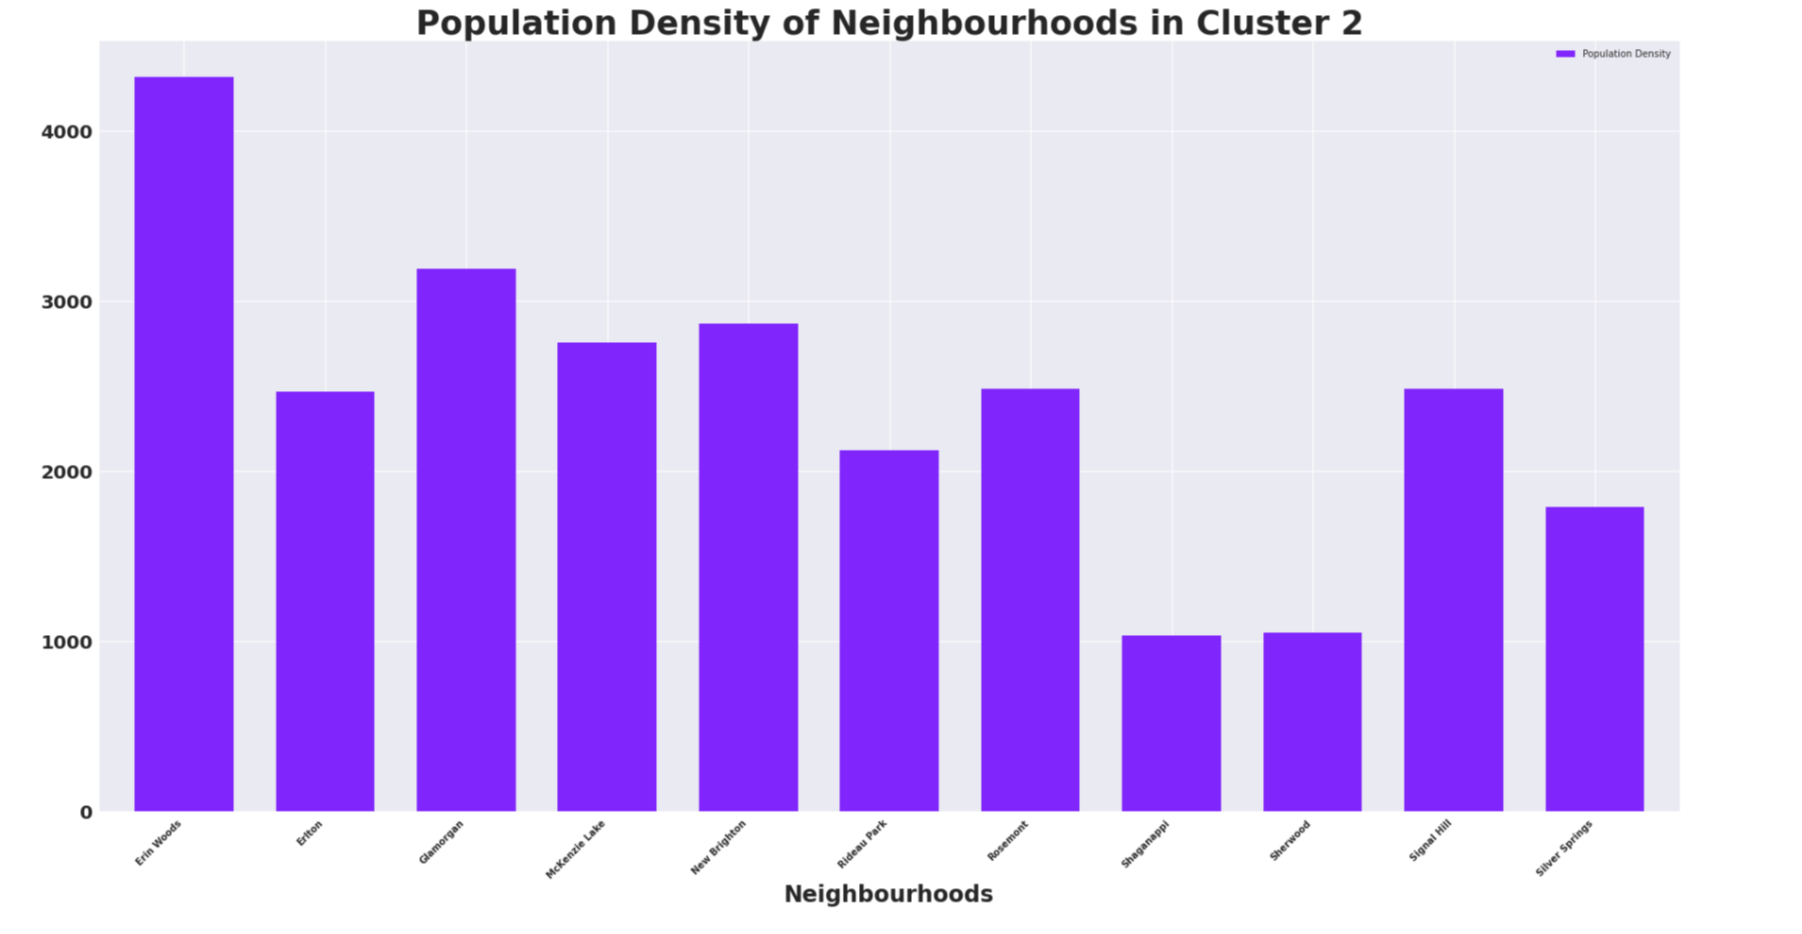 Population Density of Neighbourhoods in Cluster 2
Population Density
4000
3000
2000
1000
0
Erin Woods
Erlton
Glamorgan
McKenzie Lake
New Brighton
Rideau Park
Rosemont
Shaganappi
Sherwood
Signal Hill
Silver Springs
Neighbourhoods